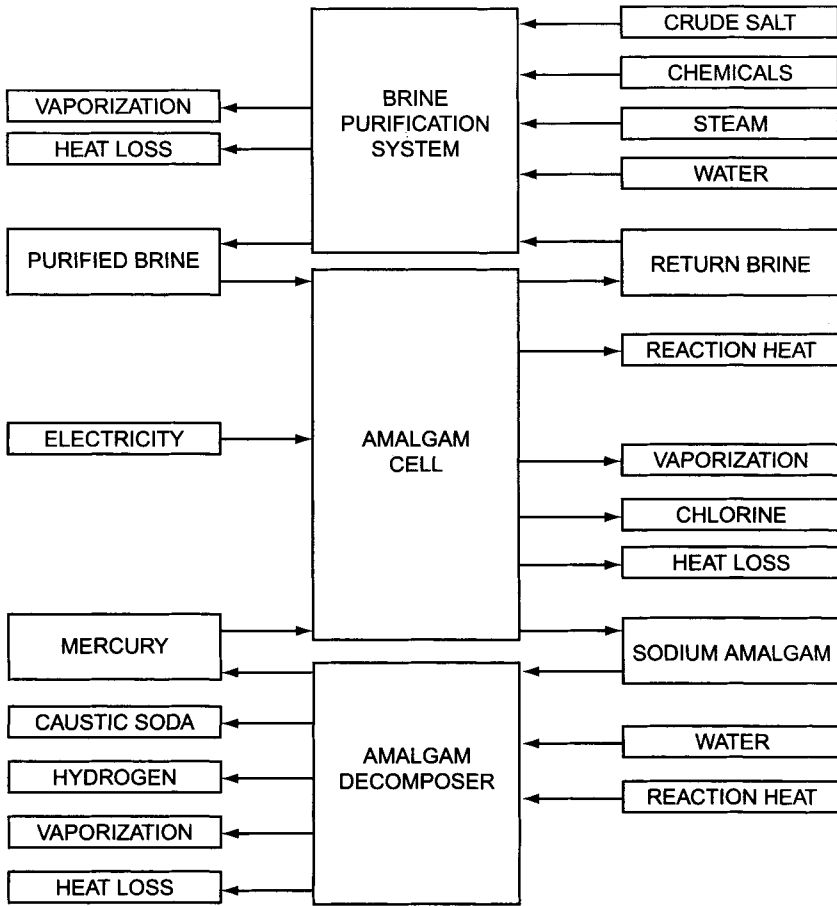 CRUDE SALT
CHEMICALS
STEAM
WATER
VAPORIZATION
HEAT LOSS
BRINE
PURIFICATION
SYSTEM
PURIFIED BRINE
RETURN BRINE
REACTION HEAT
ELECTRICITY
AMALGAM
CELL
VAPORIZATION
CHLORINE
HEAT LOSS
MERCURY
SODIUM AMALGAM
CAUSTIC SODA
HYDROGEN
VAPORIZATION
HEAT LOSS
AMALGAM
DECOMPOSER
WATER
REACTION HEAT